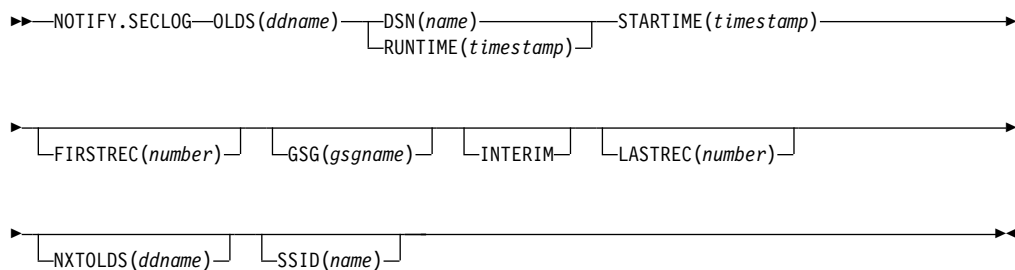 NOTIFY.SECLOG OLDS(ddname) DSN(name) STARTIME(timestamp)
RUNTIME(timestamp)
FIRSTREC(number) GSG(gsgname) INTERIM LASTREC(number)
NXTOLDS(ddname) SSID(name)